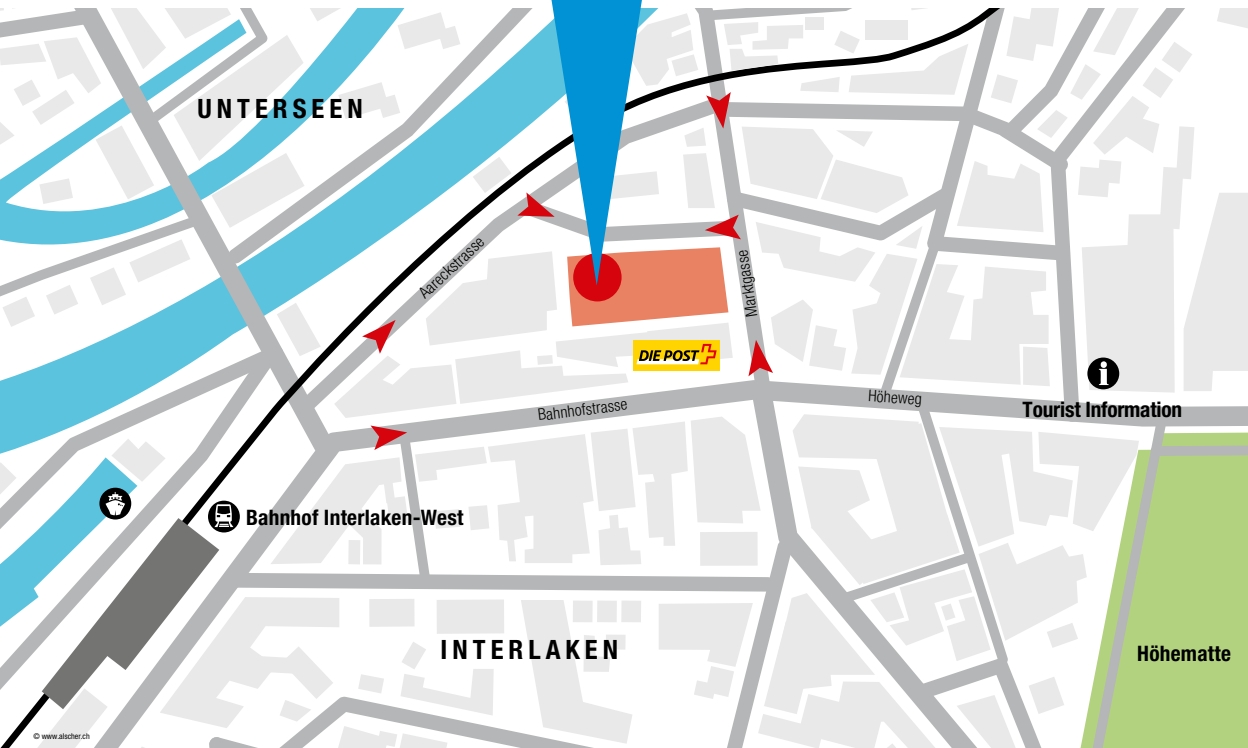 UNTERSEEN
Aareckstrasse
Marktgasse
DIE POST
Bahnhofstrasse
Höheweg
Tourist Information
Bahnhof Interlaken-West
INTERLAKEN
Höhematte
© www.alscher.ch